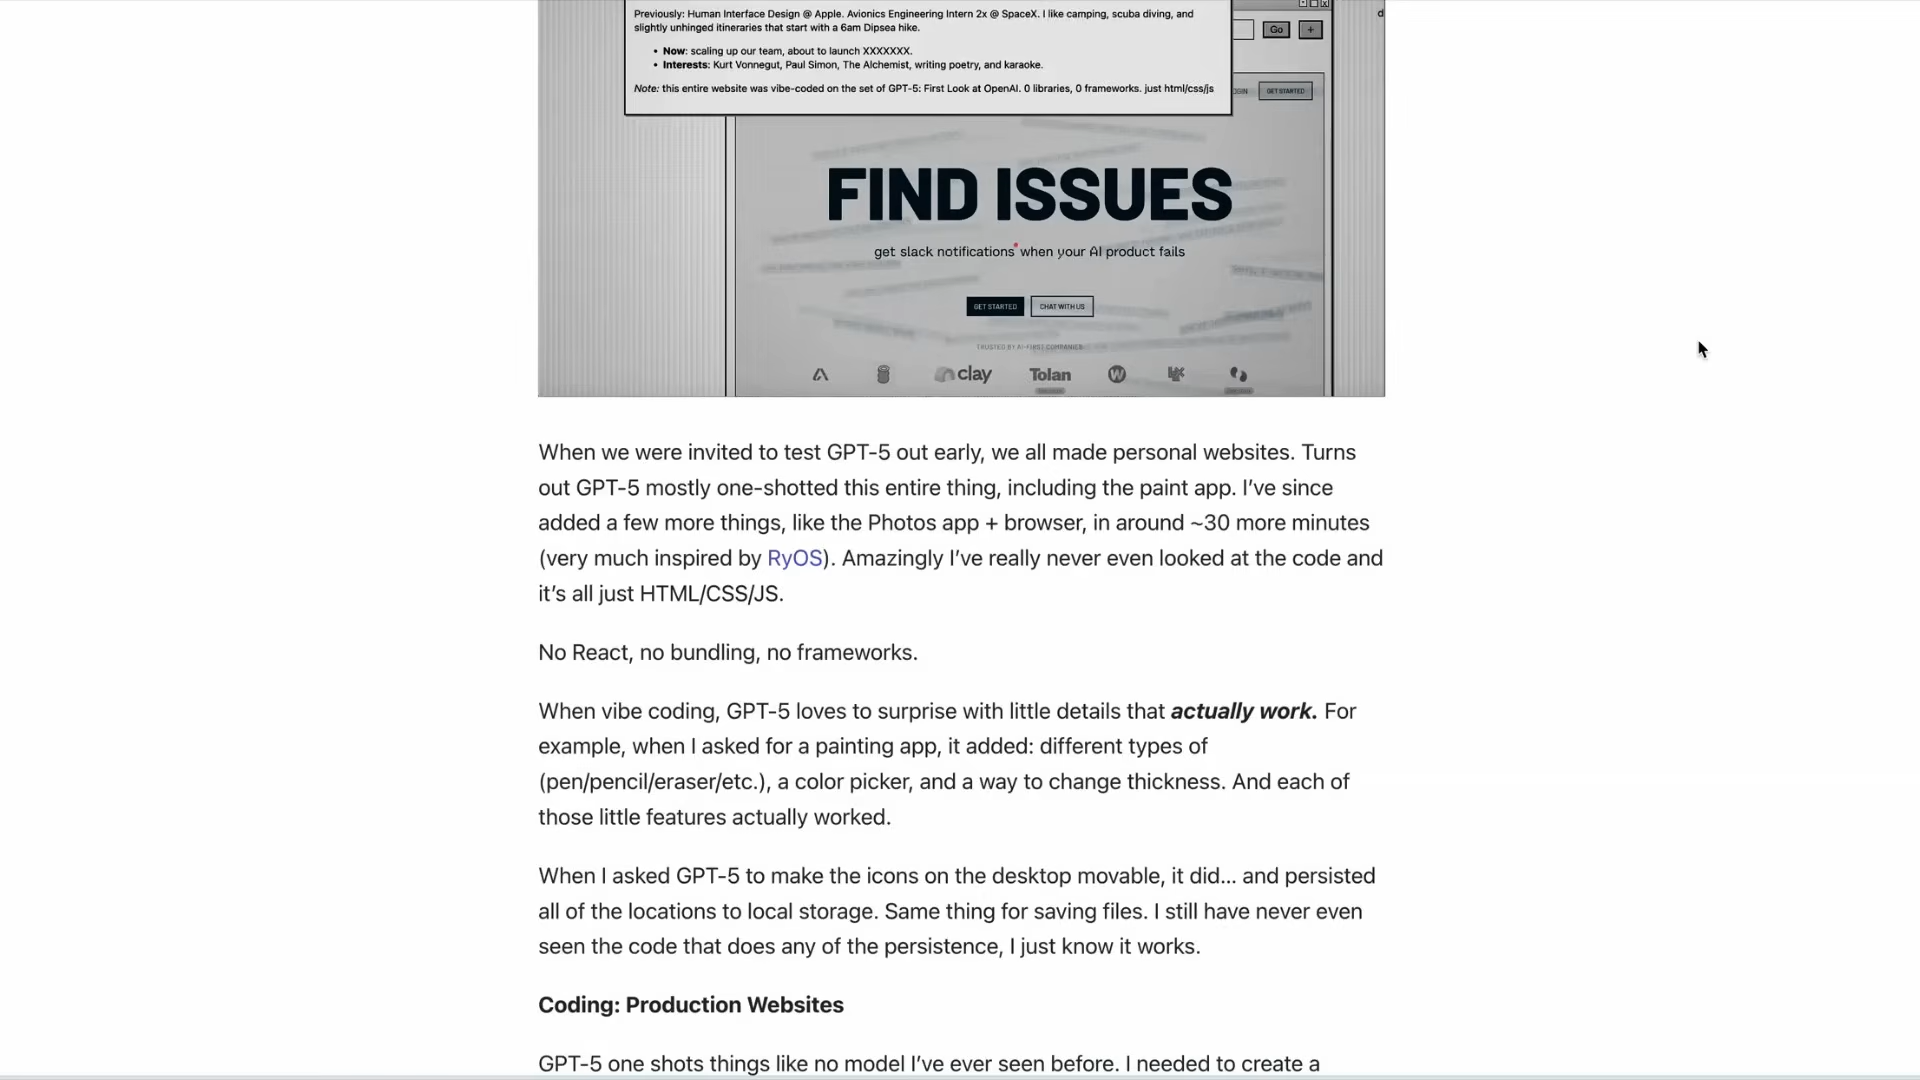 Previously: Human Interface Design @ Apple. Avionics Engineering Intern 2x @ SpaceX. I like camping, scuba diving, and
slightly unhinged itineraries that start with a 6am Dipsea hike.
• Now: scaling up our team, about to launch XXXXXXX.
• Interests: Kurt Vonnegut, Paul Simon, The Alchemist, writing poetry, and karaoke.
Note: this entire website was vibe-coded on the set of GPT-5: First Look at OpenAI. 0 libraries, 0 frameworks. just html/css/js
Go +
GET STARTED
FIND ISSUES
get slack notifications* when your AI product fails
GET STARTED CHAT WITH US
TRUSTED BY AI-FIRST COMPANIES
clay Tolan W
When we were invited to test GPT-5 out early, we all made personal websites. Turns
out GPT-5 mostly one-shotted this entire thing, including the paint app. I’ve since
added a few more things, like the Photos app + browser, in around ~30 more minutes
(very much inspired by RyOS). Amazingly I’ve really never even looked at the code and
it’s all just HTML/CSS/JS.
No React, no bundling, no frameworks.
When vibe coding, GPT-5 loves to surprise with little details that actually work. For
example, when I asked for a painting app, it added: different types of
(pen/pencil/eraser/etc.), a color picker, and a way to change thickness. And each of
those little features actually worked.
When I asked GPT-5 to make the icons on the desktop movable, it did… and persisted
all of the locations to local storage. Same thing for saving files. I still have never even
seen the code that does any of the persistence, I just know it works.
Coding: Production Websites
GPT-5 one shots things like no model I’ve ever seen before. I needed to create a